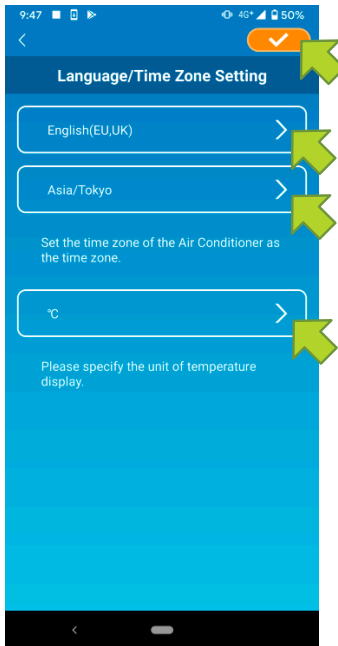 9:47 4G+ 50%
Language/Time Zone Setting
English(EU,UK)
Asia/Tokyo
Set the time zone of the Air Conditioner as
the time zone.
℃
Please specify the unit of temperature
display.